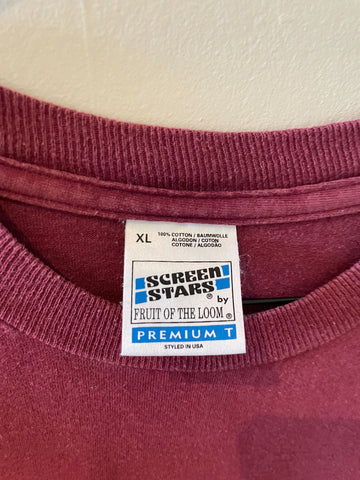 XL
100% COTTON / BAUMWOLLE
ALGODON / COTON
COTONE / ALGODÃO
SCREEN
STARS® by
FRUIT OF THE LOOM®
PREMIUM T
STYLED IN USA